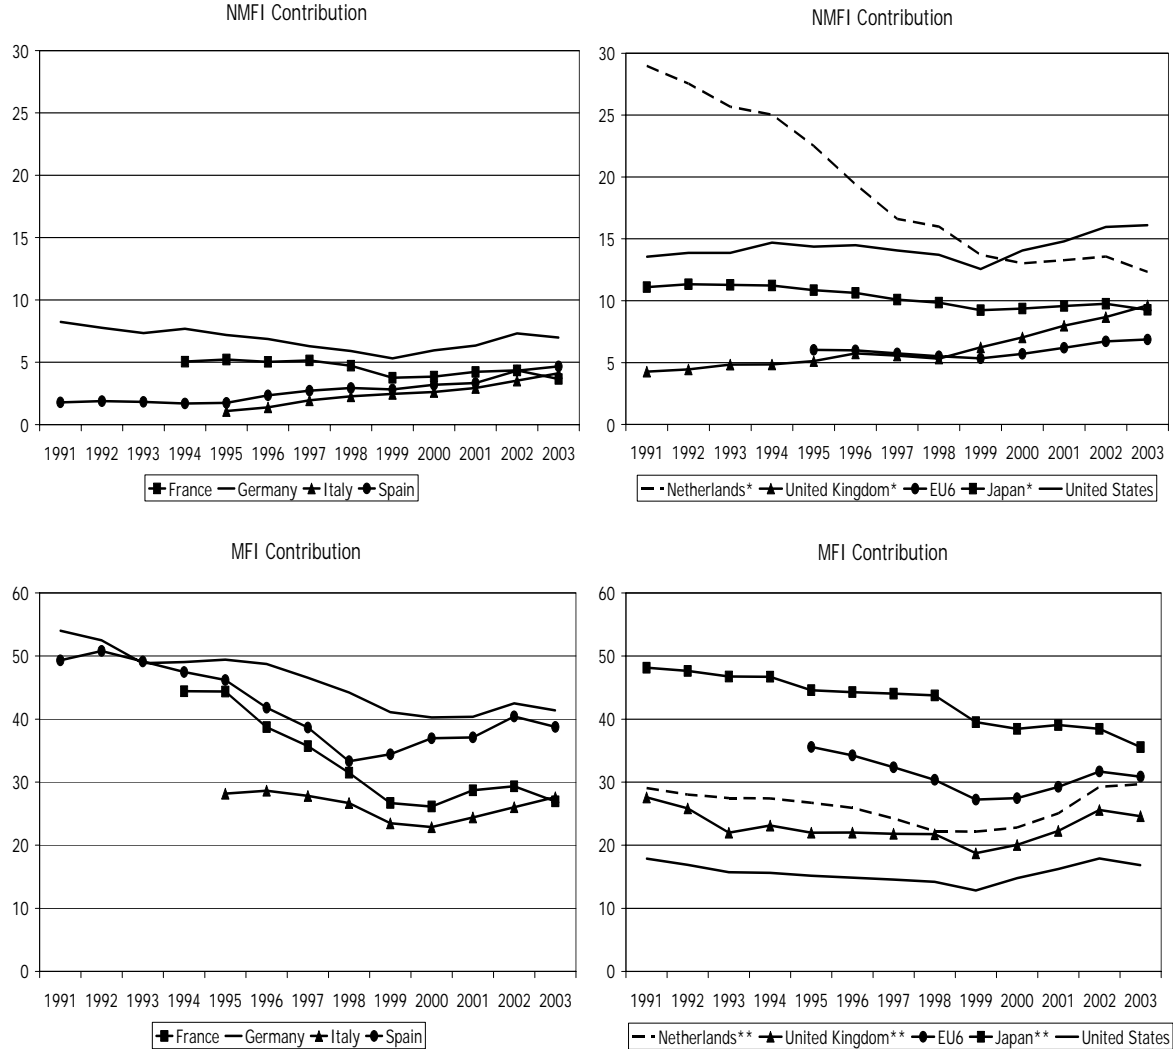 NMFI Contribution
30
25
20
15
10
5
0
1991 1992 1993 1994 1995 1996 1997 1998 1999 2000 2001 2002 2003
France Germany Italy Spain
NMFI Contribution
30
25
20
15
10
5
0
1991 1992 1993 1994 1995 1996 1997 1998 1999 2000 2001 2002 2003
Netherlands* United Kingdom* EU6 Japan* United States
MFI Contribution
60
50
40
30
20
10
0
1991 1992 1993 1994 1995 1996 1997 1998 1999 2000 2001 2002 2003
France Germany Italy Spain
MFI Contribution
60
50
40
30
20
10
0
1991 1992 1993 1994 1995 1996 1997 1998 1999 2000 2001 2002 2003
Netherlands** United Kingdom** EU6 Japan** United States